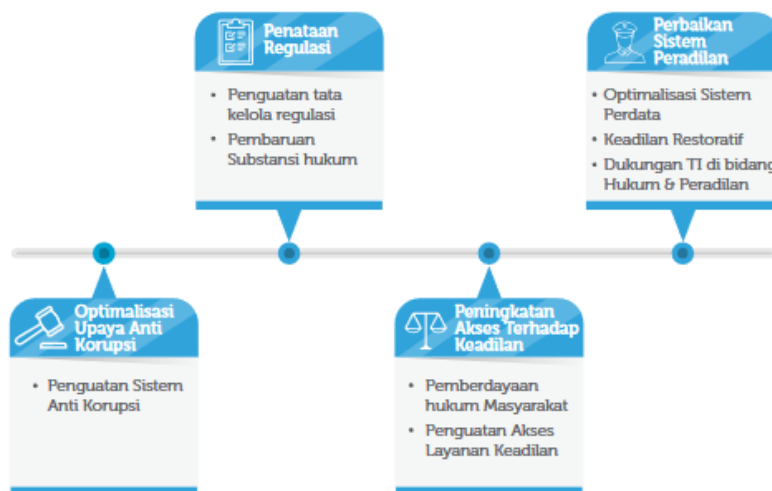 Penataan
Regulasi
• Penguatan tata
kelola regulasi
• Pembaruan
Substansi hukum
Perbaikan
Sistem
Peradilan
• Optimalisasi Sistem
Perdata
• Keadilan Restoratif
• Dukungan TI di bidang
Hukum & Peradilan
Optimalisasi
Upaya Anti
Korupsi
• Penguatan Sistem
Anti Korupsi
Peningkatan
Akses Terhadap
Keadilan
• Pemberdayaan
hukum Masyarakat
• Penguatan Akses
Layanan Keadilan